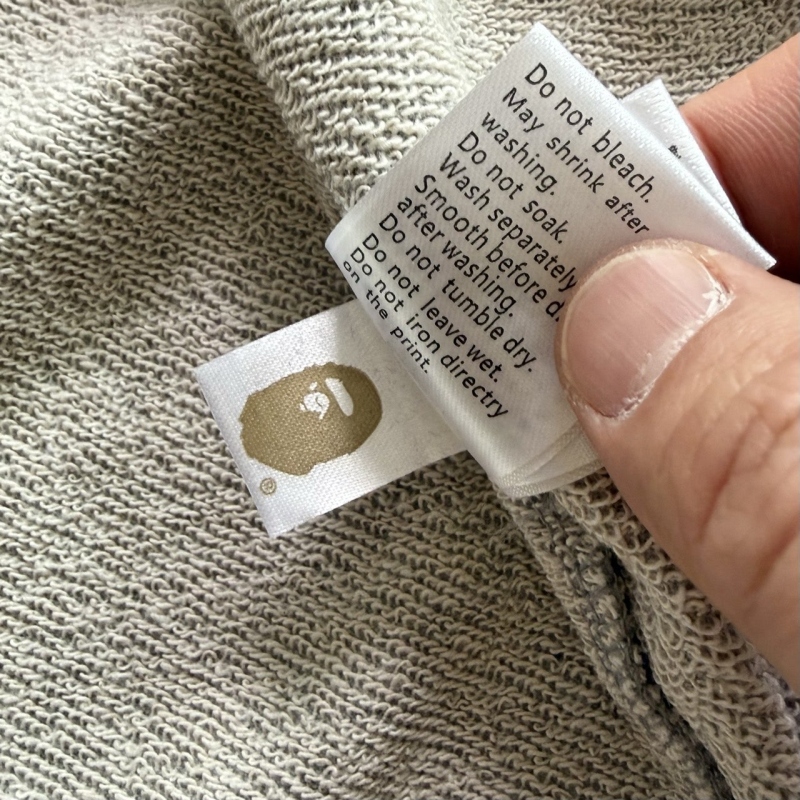 Do not bleach.
May shrink after
washing.
Do not soak.
Wash separately
Smooth before
after washing.
Do not tumble dry.
Do not leave wet.
Do not iron directry
on the print.
®